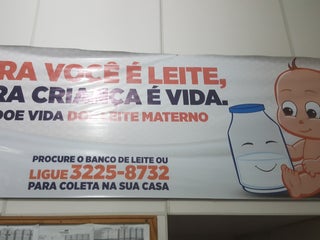 RA VOCÊ É LEITE,
RA CRIANÇA É VIDA.
DOE VIDA DOE LEITE MATERNO
PROCURE O BANCO DE LEITE OU
LIGUE 3225-8732
PARA COLETA NA SUA CASA